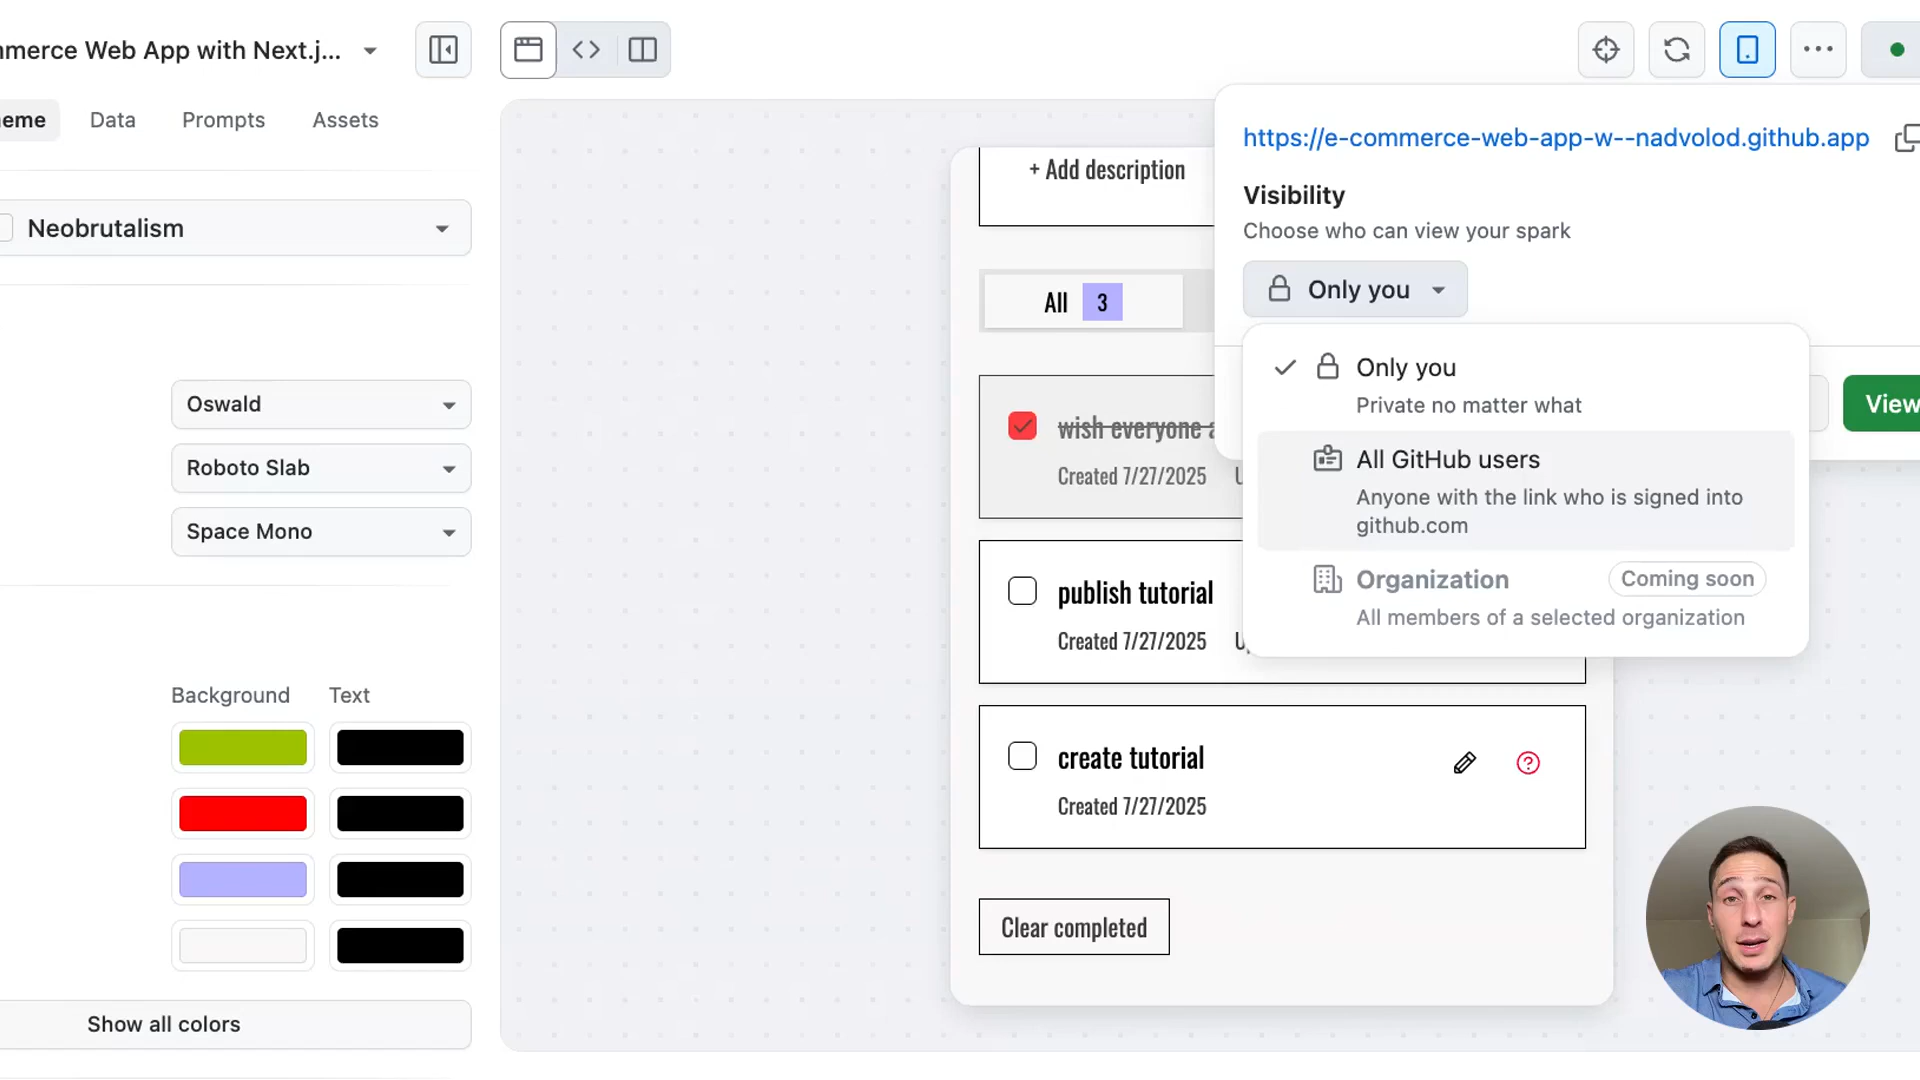 mmerce Web App with Next.j...
eme
Data
Prompts
Assets
Neobrutalism
Oswald
Roboto Slab
Space Mono
Background
Text
Show all colors
+ Add description
All 3
wish everyone a
Created 7/27/2025
publish tutorial
Created 7/27/2025
create tutorial
Created 7/27/2025
Clear completed
https://e-commerce-web-app-w--nadvolod.github.app
Visibility
Choose who can view your spark
Only you
Only you
Private no matter what
All GitHub users
Anyone with the link who is signed into
github.com
Organization
Coming soon
All members of a selected organization
View